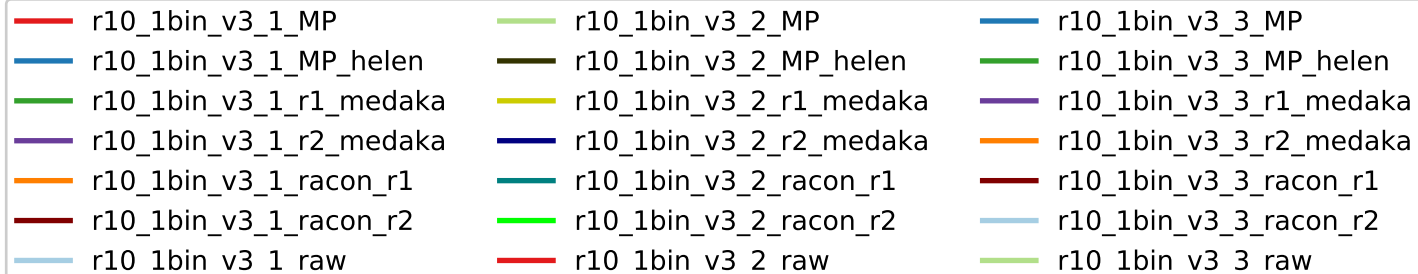 r10_1bin_v3_1_MP r10_1bin_v3_2_MP r10_1bin_v3_3_MP
r10_1bin_v3_1_MP_helen r10_1bin_v3_2_MP_helen r10_1bin_v3_3_MP_helen
r10_1bin_v3_1_r1_medaka r10_1bin_v3_2_r1_medaka r10_1bin_v3_3_r1_medaka
r10_1bin_v3_1_r2_medaka r10_1bin_v3_2_r2_medaka r10_1bin_v3_3_r2_medaka
r10_1bin_v3_1_racon_r1 r10_1bin_v3_2_racon_r1 r10_1bin_v3_3_racon_r1
r10_1bin_v3_1_racon_r2 r10_1bin_v3_2_racon_r2 r10_1bin_v3_3_racon_r2
r10_1bin_v3_1_raw r10_1bin_v3_2_raw r10_1bin_v3_3_raw